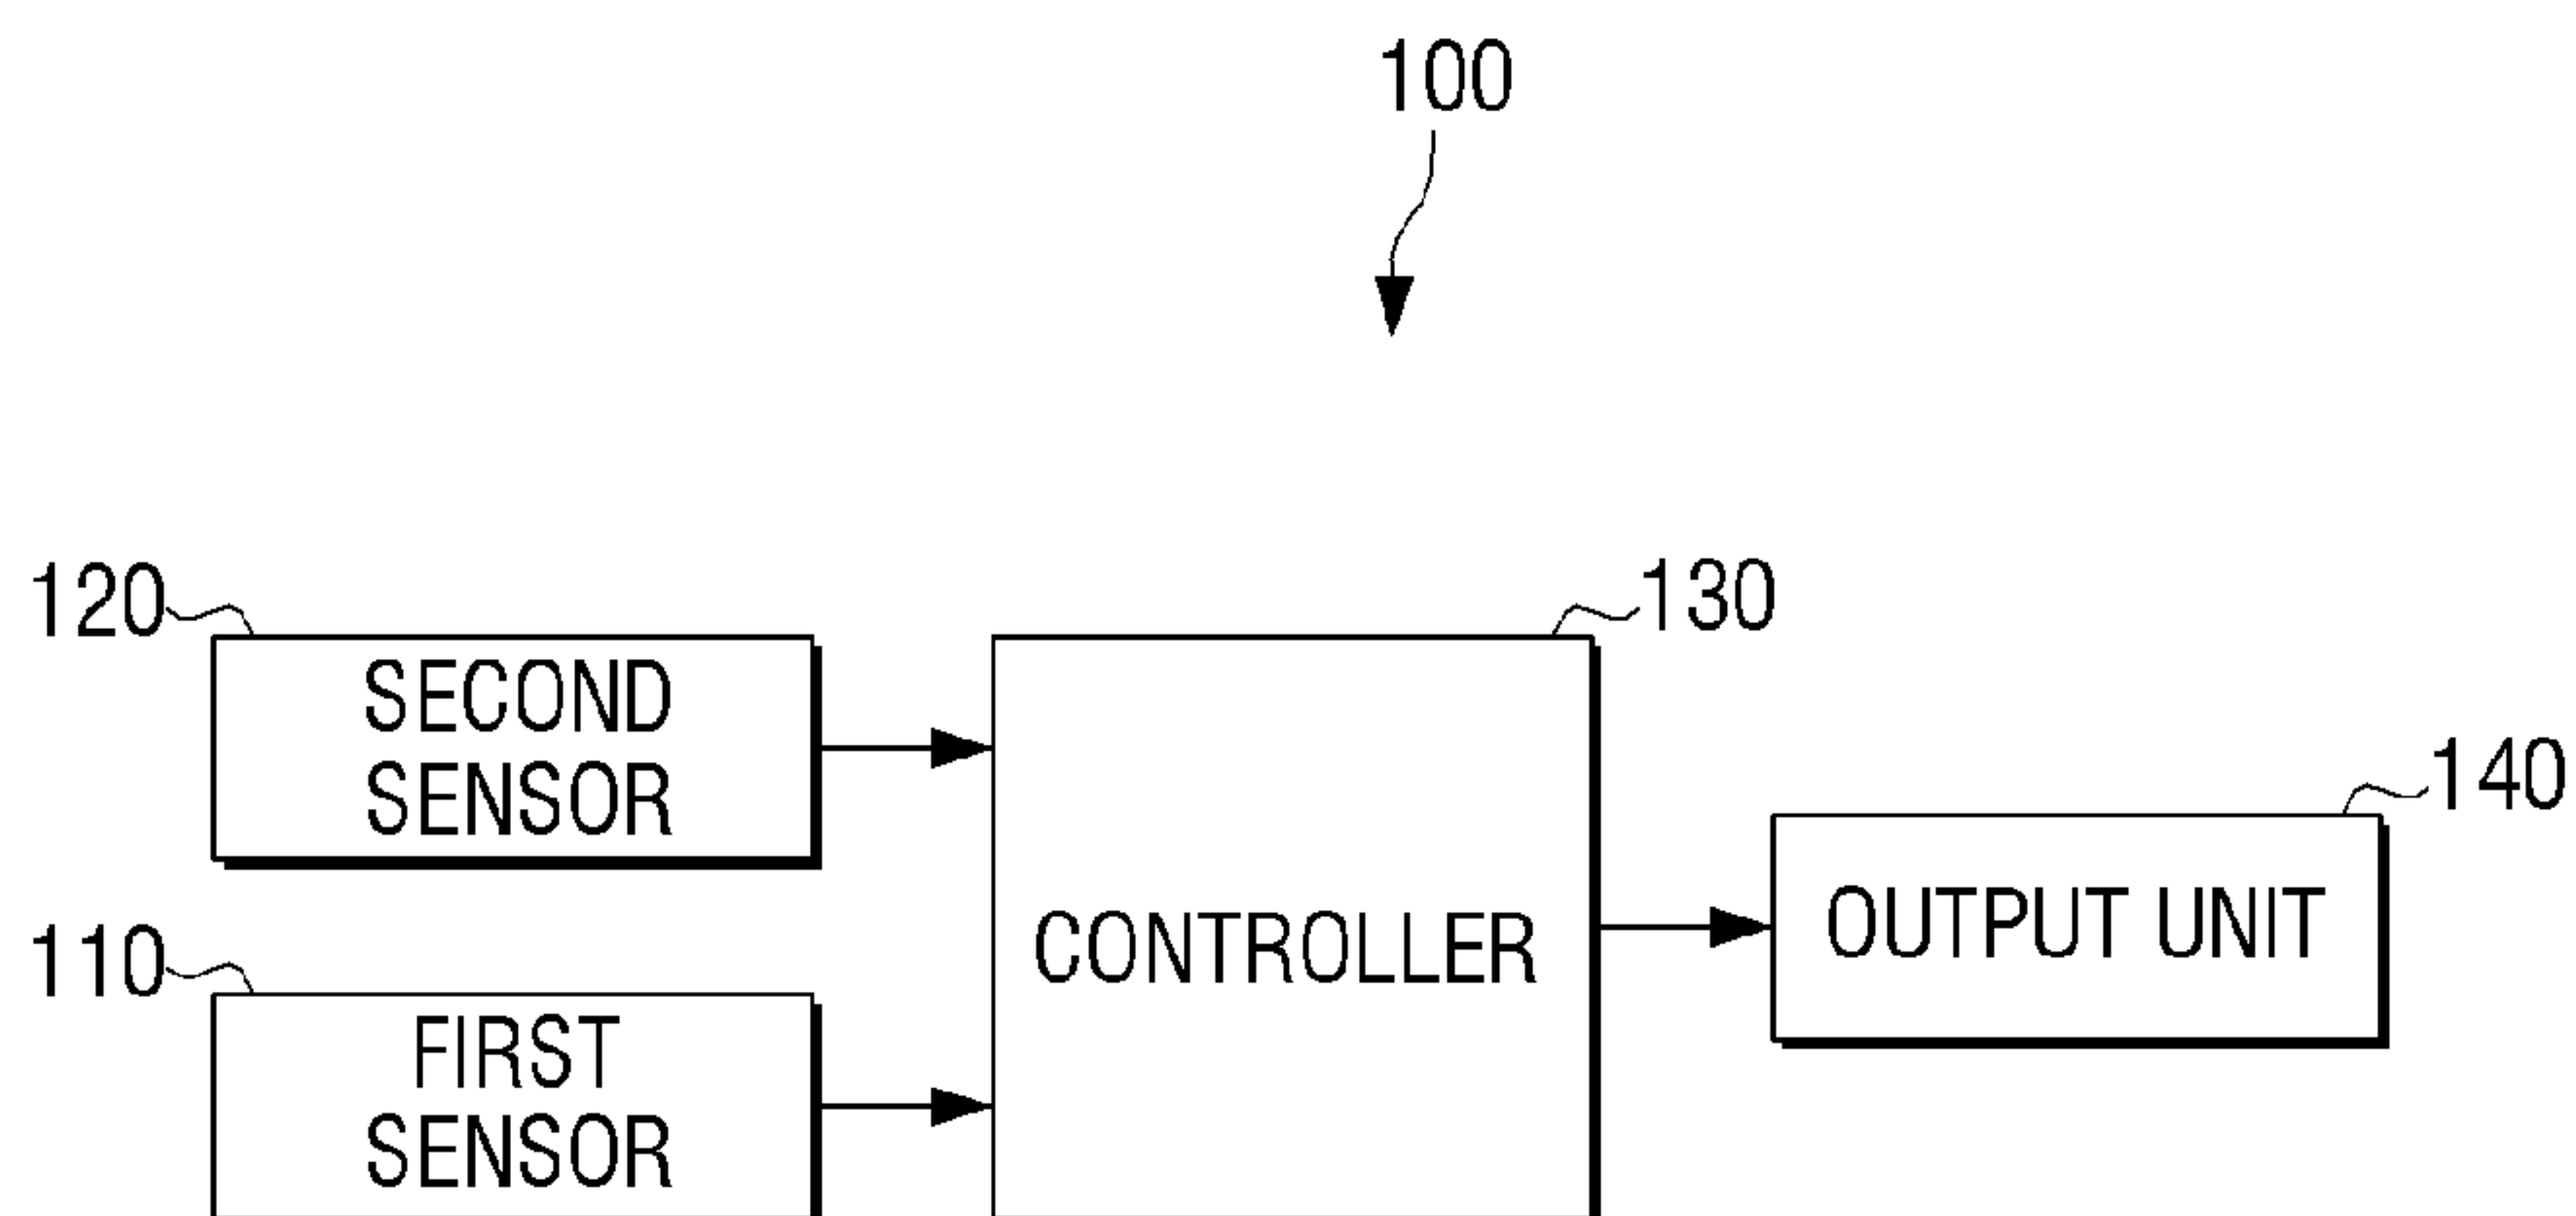 100
120
SECOND
SENSOR
130
CONTROLLER
140
OUTPUT UNIT
110
FIRST
SENSOR